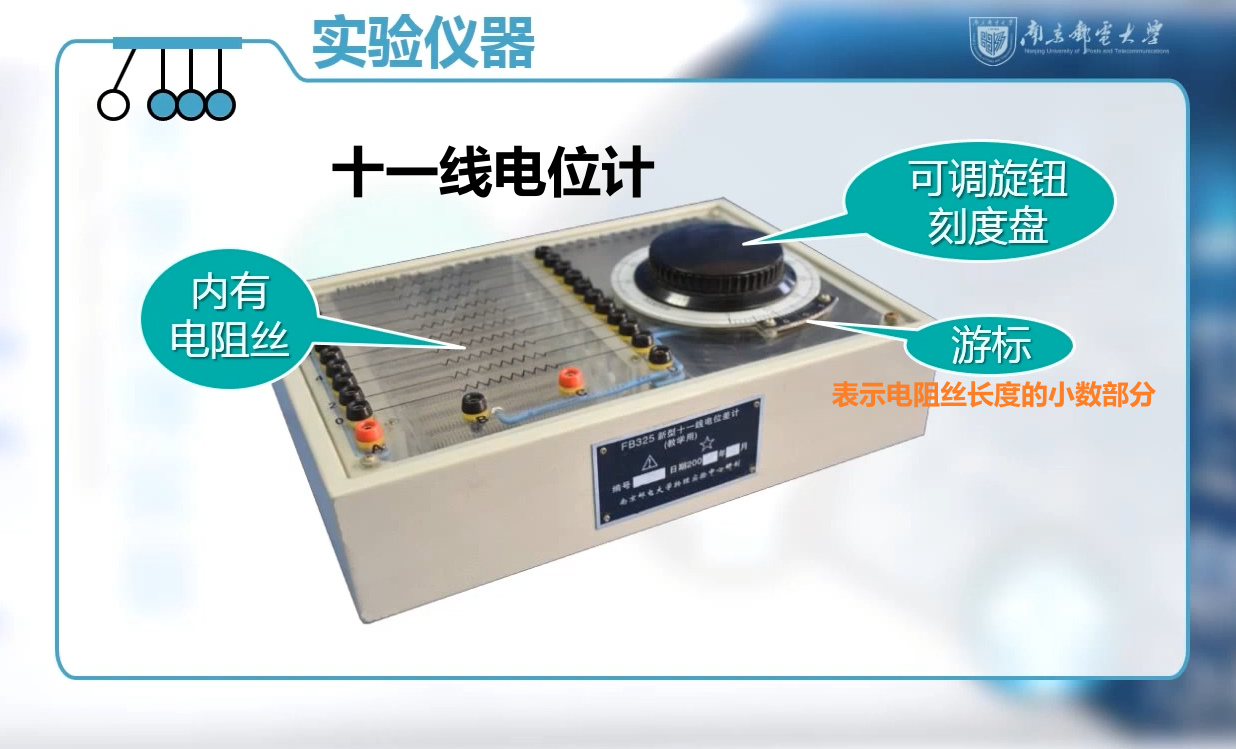 实验仪器
南京邮电大学
Nanjing University of Posts and Telecommunications
十一线电位计
可调旋钮
刻度盘
内有
电阻丝
游标
表示电阻丝长度的小数部分
2
0
A
B
C
FB325 新型十一线电位差计
(教学用)
日期200 年 月
编号
南京邮电大学物理实验中心研制